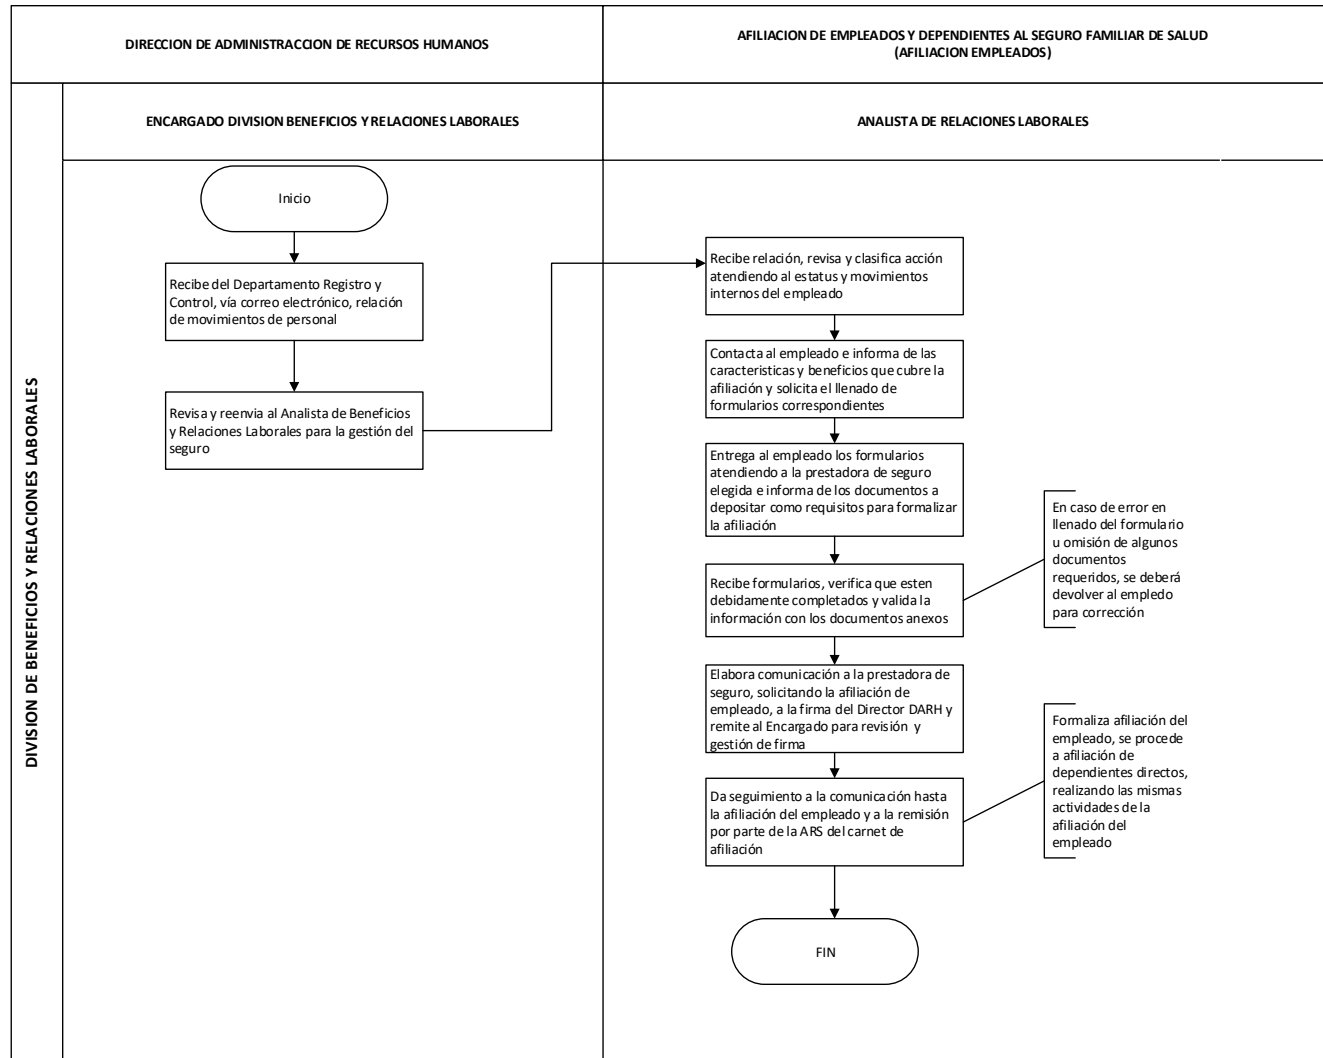 DIRECCION DE ADMINISTRACCION DE RECURSOS HUMANOS
AFILIACION DE EMPLEADOS Y DEPENDIENTES AL SEGURO FAMILIAR DE SALUD
(AFILIACION EMPLEADOS)
DIVISION DE BENEFICIOS Y RELACIONES LABORALES
ENCARGADO DIVISION BENEFICIOS Y RELACIONES LABORALES
ANALISTA DE RELACIONES LABORALES
Inicio
Recibe del Departamento Registro y
Control, vía correo electrónico, relación
de movimientos de personal
Revisa y reenvia al Analista de Beneficios
y Relaciones Laborales para la gestión del
seguro
Recibe relación, revisa y clasifica acción
atendiendo al estatus y movimientos
internos del empleado
Contacta al empleado e informa de las
caracteristicas y beneficios que cubre la
afiliación y solicita el llenado de
formularios correspondientes
Entrega al empleado los formularios
atendiendo a la prestadora de seguro
elegida e informa de los documentos a
depositar como requisitos para formalizar
la afiliación
Recibe formularios, verifica que esten
debidamente completados y valida la
información con los documentos anexos
En caso de error en
llenado del formulario
u omisión de algunos
documentos
requeridos, se deberá
devolver al empledo
para corrección
Elabora comunicación a la prestadora de
seguro, solicitando la afiliación de
empleado, a la firma del Director DARH y
remite al Encargado para revisión y
gestión de firma
Da seguimiento a la comunicación hasta
la afiliación del empleado y a la remisión
por parte de la ARS del carnet de
afiliación
Formaliza afiliación del
empleado, se procede
a afiliación de
dependientes directos,
realizando las mismas
actividades de la
afiliación del
empleado
FIN